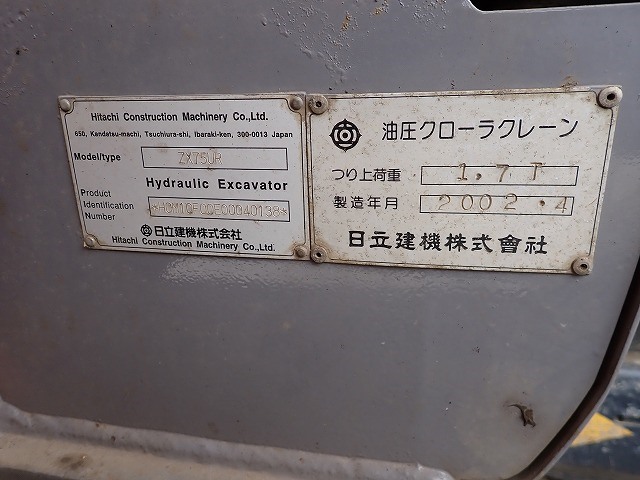 Hitachi Construction Machinery Co.,Ltd.
650, Kandatsu-machi, Tsuchiura-shi, Ibaraki-ken, 300-0013 Japan
Model/type ZX75UR
Hydraulic Excavator
Product
Identification
Number
日立建機株式会社
Hitachi Construction Machinery Co.,Ltd.
油圧クローラクレーン
つり上荷重 1.7T
製造年月 2002.4
日立建機株式會社